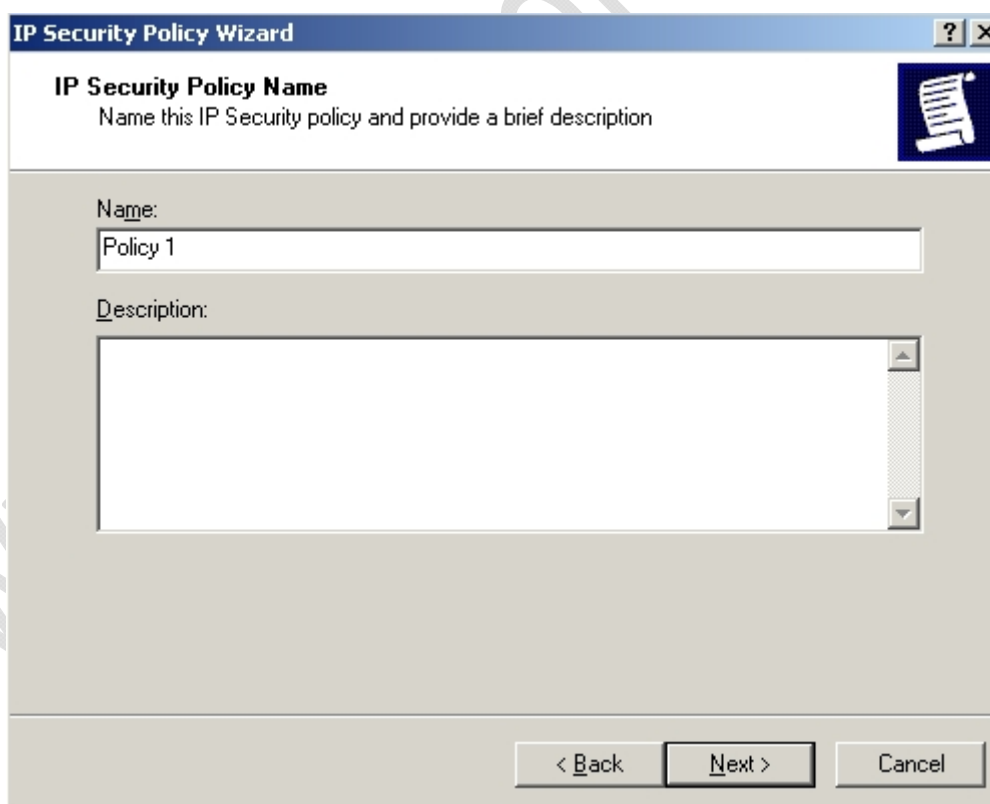 IP Security Policy Wizard
IP Security Policy Name
Name this IP Security policy and provide a brief description
Name:
Policy 1
Description:
< Back
Next >
Cancel